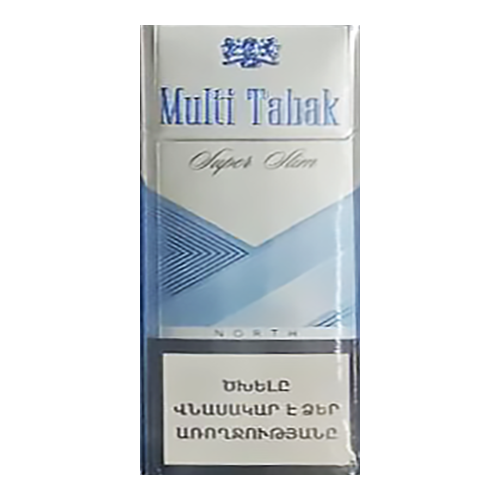 Multi Tabak
Super Slim
NORTH
ԾԽԵԼԸ
ՎՆԱՍԱԿԱՐ Է ՁԵՐ
ԱՌՈՂՋՈՒԹՅԱՆԸ